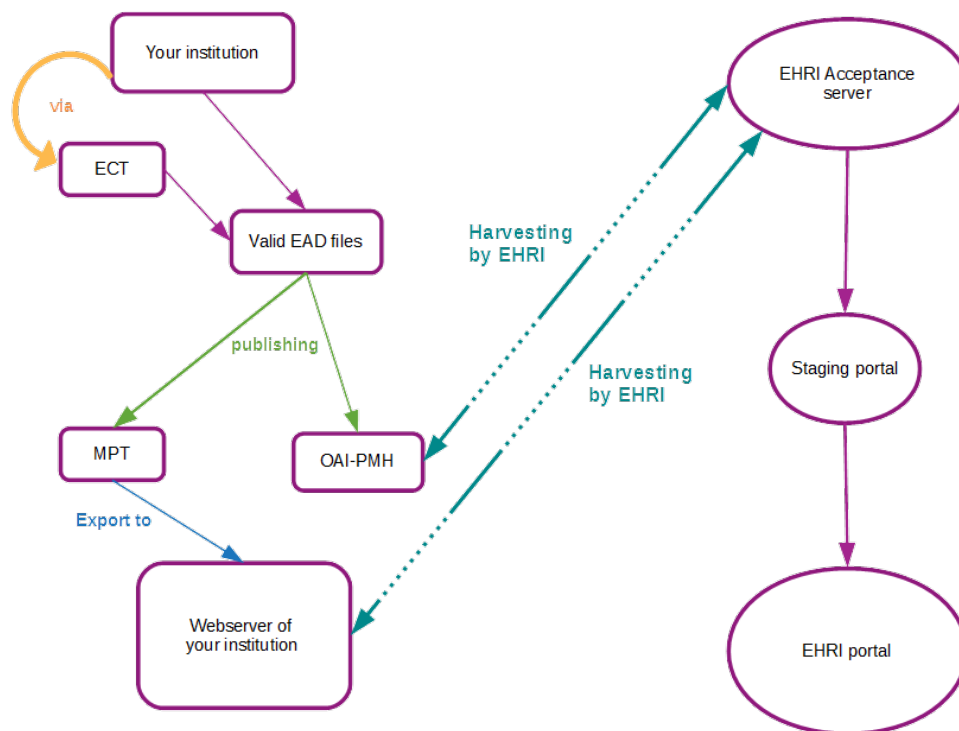 Your institution
EHRI Acceptance
server
via
ECT
Valid EAD files
Harvesting
by EHRI
publishing
Harvesting
by EHRI
Staging portal
MPT
OAI-PMH
Export to
Webserver of
your institution
EHRI portal